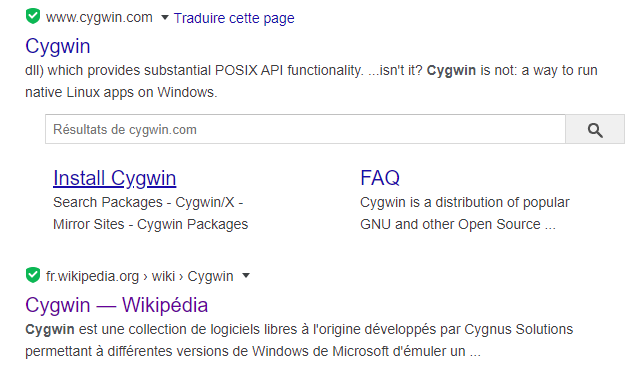 www.cygwin.com Traduire cette page
Cygwin
dll) which provides substantial POSIX API functionality. ...isn't it? Cygwin is not: a way to run
native Linux apps on Windows.
Résultats de cygwin.com
Install Cygwin
Search Packages - Cygwin/X -
Mirror Sites - Cygwin Packages
FAQ
Cygwin is a distribution of popular
GNU and other Open Source ...
fr.wikipedia.org › wiki › Cygwin
Cygwin — Wikipédia
Cygwin est une collection de logiciels libres à l'origine développés par Cygnus Solutions
permettant à différentes versions de Windows de Microsoft d'émuler un ...